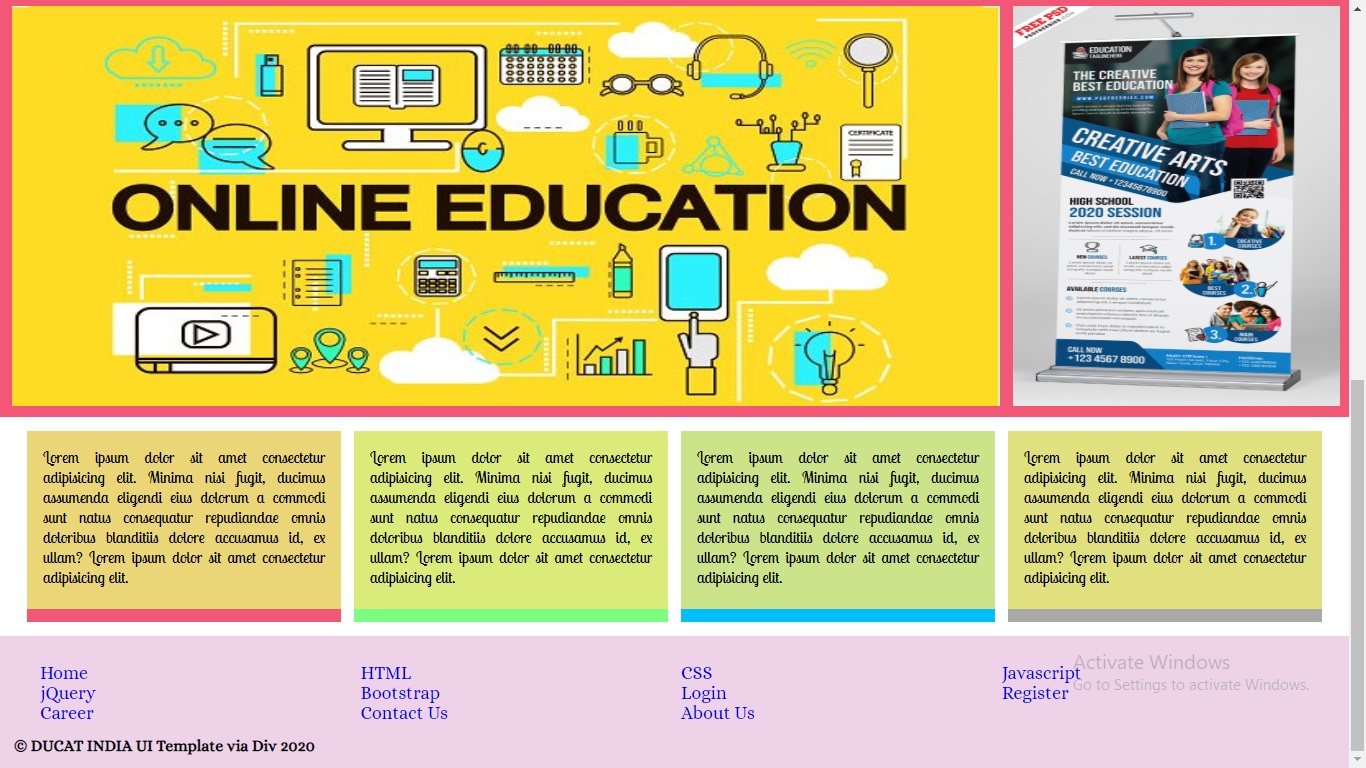 CERTIFICATE
ONLINE EDUCATION
FREE PSD
EDUCATION
THE CREATIVE
BEST EDUCATION
CREATIVE ARTS
BEST EDUCATION
CALL NOW +12345678900
HIGH SCHOOL
2020 SESSION
1.
CREATIVE
COURSES
NEW COURSES
LATEST COURSES
AVAILABLE COURSES
BEST
COURSES
2.
3.
MAIN
COURSES
CALL NOW
+123 4567 8900
Lorem ipsum dolor sit amet consectetur
adipisicing elit. Minima nisi fugit, ducimus
assumenda eligendi eius dolorum a commodi
sunt natus consequatur repudiandae omnis
doloribus blanditiis dolore accusamus id, ex
ullam? Lorem ipsum dolor sit amet consectetur
adipisicing elit.
Lorem ipsum dolor sit amet consectetur
adipisicing elit. Minima nisi fugit, ducimus
assumenda eligendi eius dolorum a commodi
sunt natus consequatur repudiandae omnis
doloribus blanditiis dolore accusamus id, ex
ullam? Lorem ipsum dolor sit amet consectetur
adipisicing elit.
Lorem ipsum dolor sit amet consectetur
adipisicing elit. Minima nisi fugit, ducimus
assumenda eligendi eius dolorum a commodi
sunt natus consequatur repudiandae omnis
doloribus blanditiis dolore accusamus id, ex
ullam? Lorem ipsum dolor sit amet consectetur
adipisicing elit.
Lorem ipsum dolor sit amet consectetur
adipisicing elit. Minima nisi fugit, ducimus
assumenda eligendi eius dolorum a commodi
sunt natus consequatur repudiandae omnis
doloribus blanditiis dolore accusamus id, ex
ullam? Lorem ipsum dolor sit amet consectetur
adipisicing elit.
Home
HTML
CSS
Javascript
jQuery
Bootstrap
Login
Register
Career
Contact Us
About Us
Activate Windows
Go to Settings to activate Windows.
© DUCAT INDIA UI Template via Div 2020